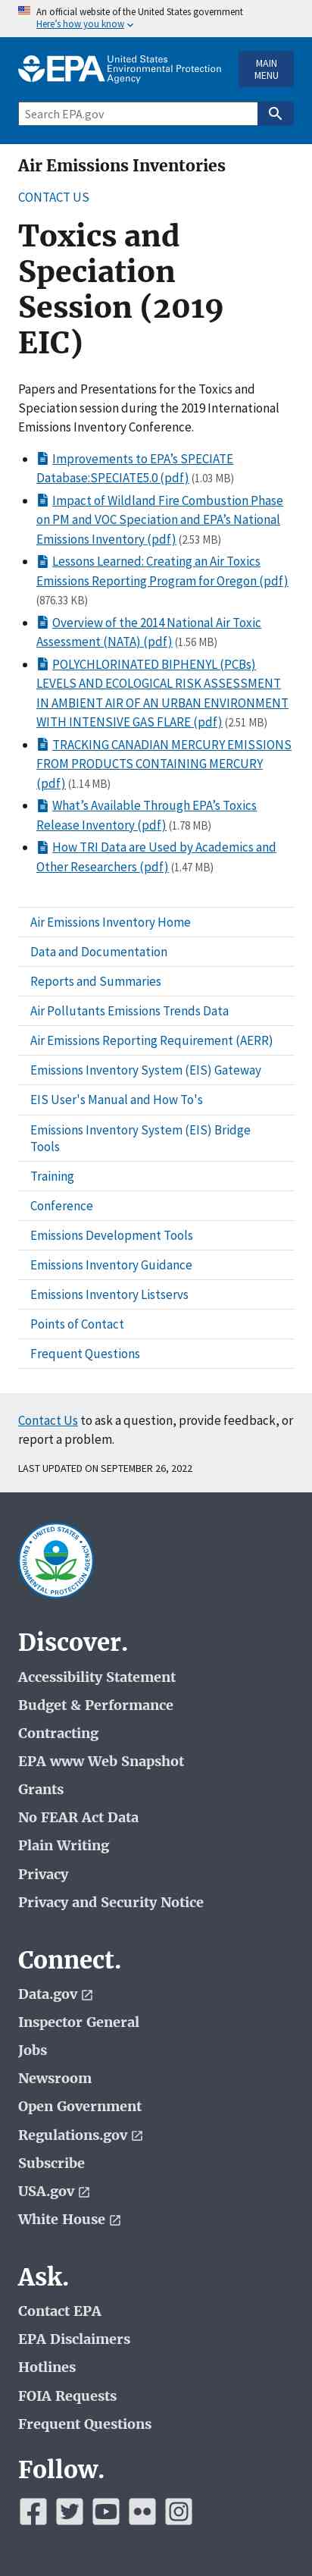 An official website of the United States government
Here's how you know
EPA United States
Environmental Protection
Agency
MAIN
MENU
Search EPA.gov
Air Emissions Inventories
CONTACT US
Toxics and
Speciation
Session (2019
EIC)
Papers and Presentations for the Toxics and
Speciation session during the 2019 International
Emissions Inventory Conference.
• Improvements to EPA's SPECIATE
Database:SPECIATE5.0 (pdf) (1.03 MB)
• Impact of Wildland Fire Combustion Phase
on PM and VOC Speciation and EPA's National
Emissions Inventory (pdf) (2.53 MB)
• Lessons Learned: Creating an Air Toxics
Emissions Reporting Program for Oregon (pdf)
(876.33 KB)
• Overview of the 2014 National Air Toxic
Assessment (NATA) (pdf) (1.56 MB)
• POLYCHLORINATED BIPHENYL (PCBs)
LEVELS AND ECOLOGICAL RISK ASSESSMENT
IN AMBIENT AIR OF AN URBAN ENVIRONMENT
WITH INTENSIVE GAS FLARE (pdf) (2.51 MB)
• TRACKING CANADIAN MERCURY EMISSIONS
FROM PRODUCTS CONTAINING MERCURY
(pdf) (1.14 MB)
• What's Available Through EPA's Toxics
Release Inventory (pdf) (1.78 MB)
• How TRI Data are Used by Academics and
Other Researchers (pdf) (1.47 MB)
Air Emissions Inventory Home
Data and Documentation
Reports and Summaries
Air Pollutants Emissions Trends Data
Air Emissions Reporting Requirement (AERR)
Emissions Inventory System (EIS) Gateway
EIS User's Manual and How To's
Emissions Inventory System (EIS) Bridge
Tools
Training
Conference
Emissions Development Tools
Emissions Inventory Guidance
Emissions Inventory Listservs
Points of Contact
Frequent Questions
Contact Us to ask a question, provide feedback, or
report a problem.
LAST UPDATED ON SEPTEMBER 26, 2022
UNITED STATES
ENVIRONMENTAL PROTECTION AGENCY
Discover.
Accessibility Statement
Budget & Performance
Contracting
EPA www Web Snapshot
Grants
No FEAR Act Data
Plain Writing
Privacy
Privacy and Security Notice
Connect.
Data.gov
Inspector General
Jobs
Newsroom
Open Government
Regulations.gov
Subscribe
USA.gov
White House
Ask.
Contact EPA
EPA Disclaimers
Hotlines
FOIA Requests
Frequent Questions
Follow.